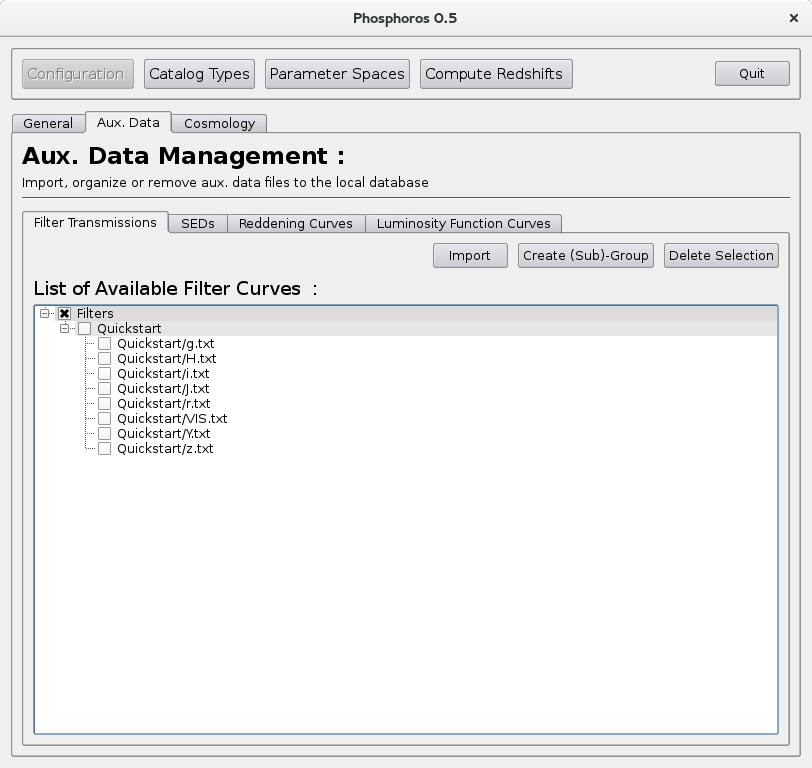 Phosphoros 0.5
Configuration Catalog Types Parameter Spaces Compute Redshifts Quit
General Aux. Data Cosmology
Aux. Data Management :
Import, organize or remove aux. data files to the local database
Filter Transmissions SEDs Reddening Curves Luminosity Function Curves
Import Create (Sub)-Group Delete Selection
List of Available Filter Curves :
Filters
Quickstart
Quickstart/g.txt
Quickstart/H.txt
Quickstart/i.txt
Quickstart/J.txt
Quickstart/r.txt
Quickstart/VIS.txt
Quickstart/Y.txt
Quickstart/z.txt